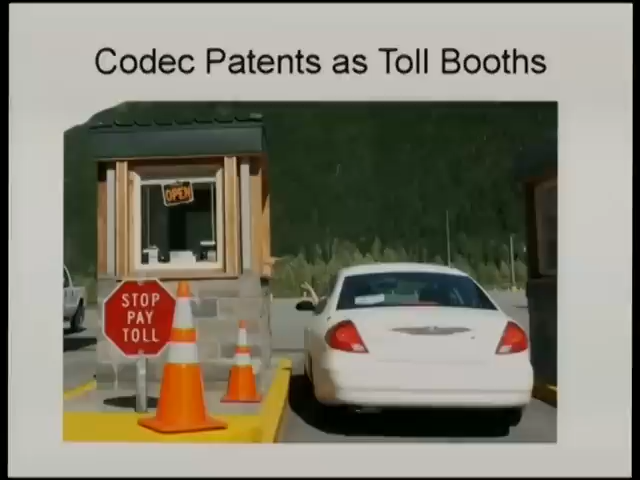 Codec Patents as Toll Booths
OPEN
STOP
PAY
TOLL